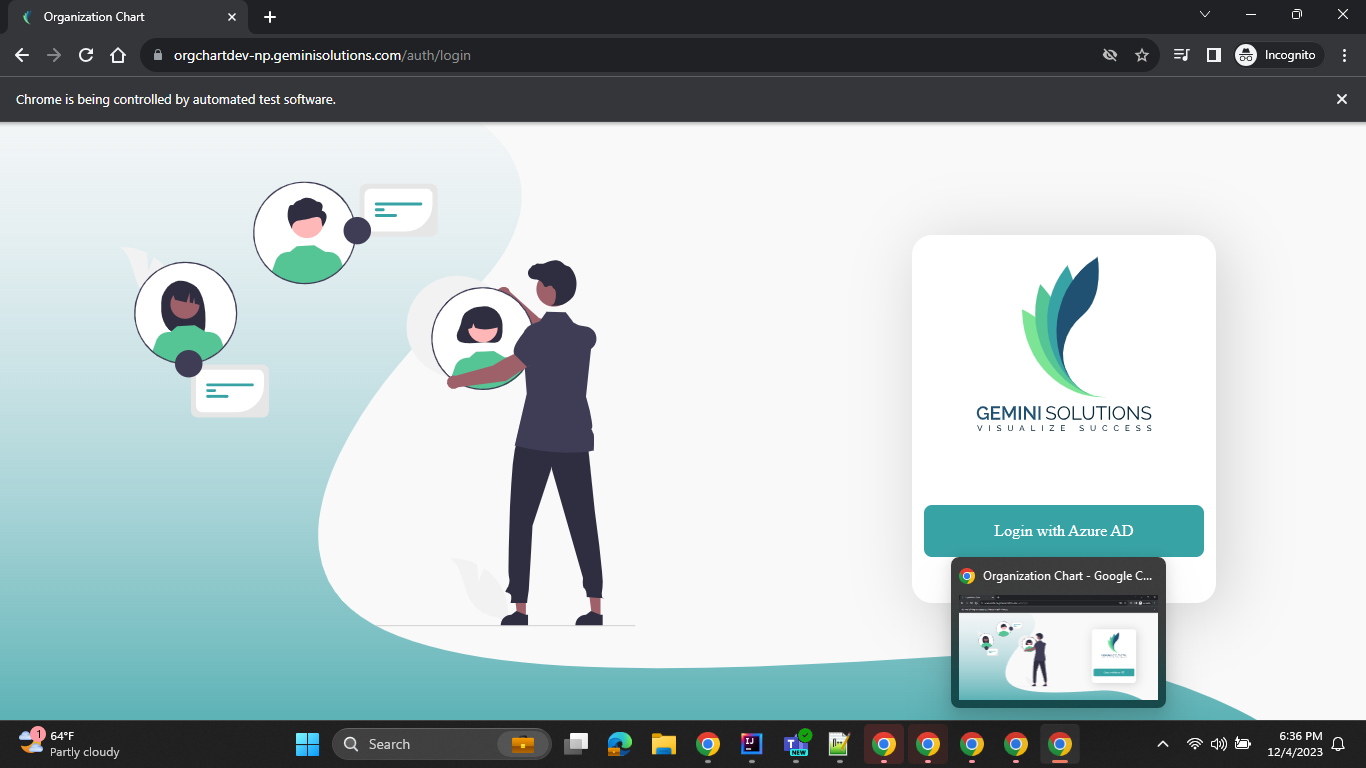 Organization Chart
orgchartdev-np.geminisolutions.com/auth/login
Incognito
Chrome is being controlled by automated test software.
GEMINI SOLUTIONS
VISUALIZE SUCCESS
Login with Azure AD
Organization Chart - Google C...
1
64°F
Partly cloudy
Search
NEW
6:36 PM
12/4/2023